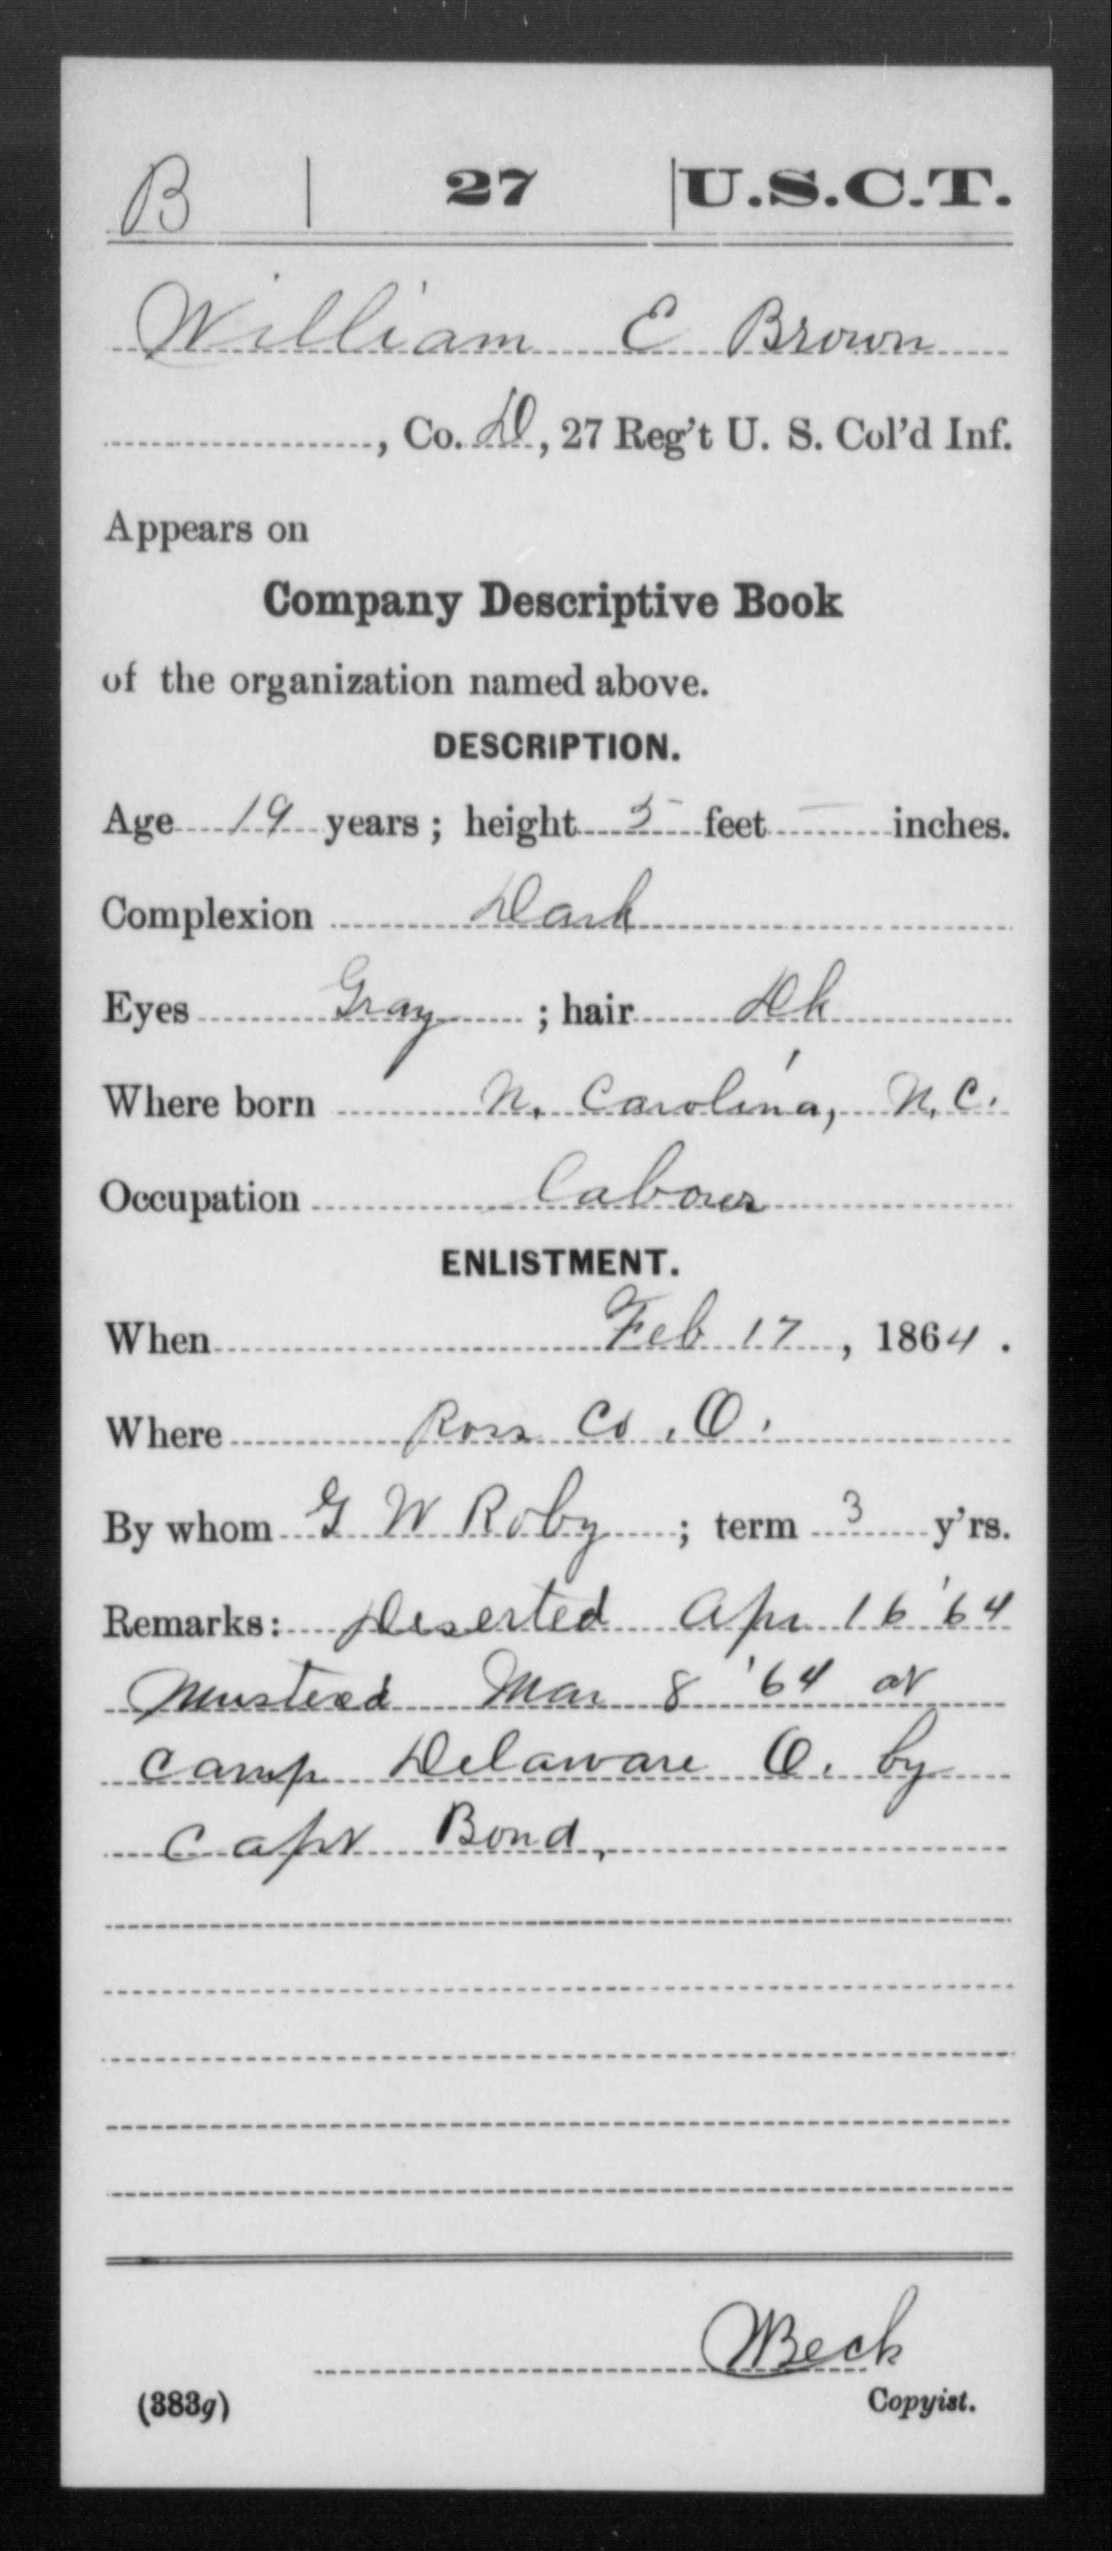 B | 27 | U.S.C.T.
William E Brown
, Co. D, 27 Reg't U. S. Col'd Inf.
Appears on
Company Descriptive Book
of the organization named above.
DESCRIPTION.
Age 19 years; height 5 feet — inches.
Complexion Dark
Eyes Gray ; hair Dk
Where born N. Carolina, N.C.
Occupation Labourer
ENLISTMENT.
When Feb 17, 1864.
Where Ross Co., O.
By whom G W Roby ; term 3 y'rs.
Remarks: Deserted Apr 16 '64
Mustered Mar 8 '64 at
Camp Delaware O. by
Capt Bond,
Beck
(383g) Copyist.